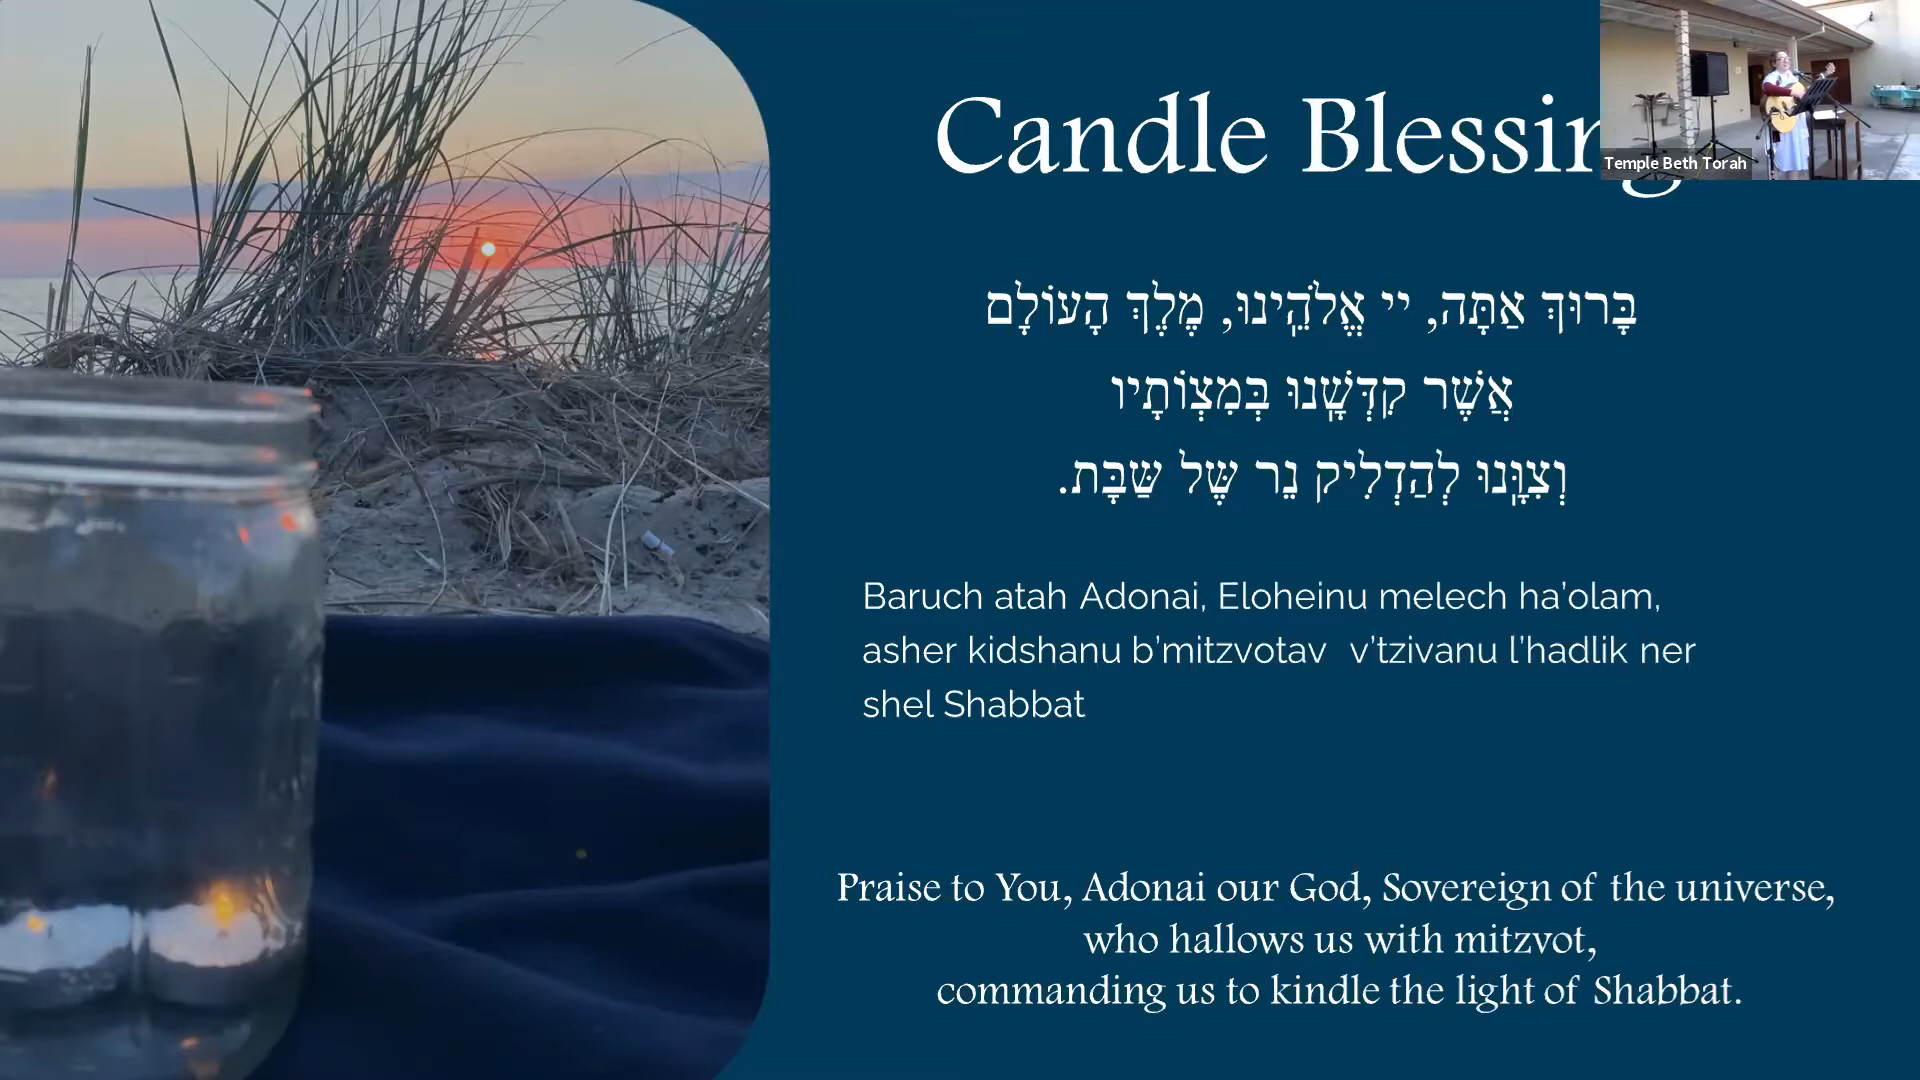 Candle Blessing
Temple Beth Torah
בָּרוּךְ אַתָּה, יי אֱלֹהֵֽינוּ, מֶלֶךְ הָעוֹלָם
אֲשֶׁר קִדְּשָׁנוּ בְּמִצְוֹתָיו
וְצִוָּנוּ לְהַדְלִיק נֵר שֶׁל שַׁבָּת.
Baruch atah Adonai, Eloheinu melech ha’olam,
asher kidshanu b’mitzvotav v’tzivanu l’hadlik ner
shel Shabbat
Praise to You, Adonai our God, Sovereign of the universe,
who hallows us with mitzvot,
commanding us to kindle the light of Shabbat.